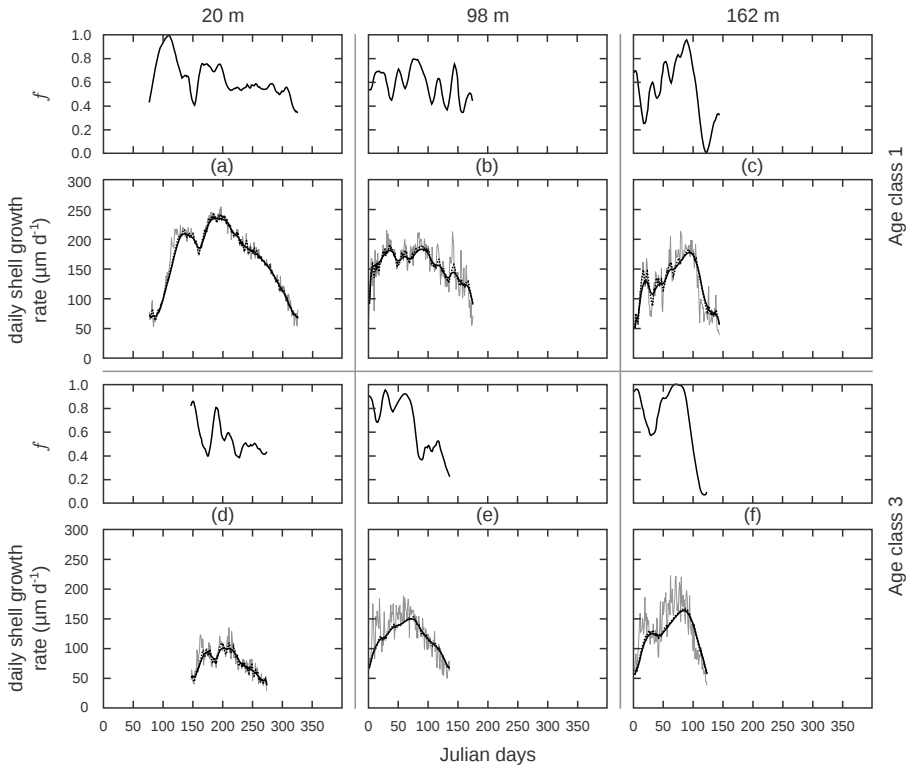 20 m 98 m 162 m
1.0
0.8
0.6
0.4
0.2
0.0
f
(a) (b) (c)
300
250
200
150
100
50
0
daily shell growth
rate (µm d-1)
Age class 1
1.0
0.8
0.6
0.4
0.2
0.0
f
(d) (e) (f)
300
250
200
150
100
50
0
daily shell growth
rate (µm d-1)
Age class 3
0 50 100 150 200 250 300 350 0 50 100 150 200 250 300 350 0 50 100 150 200 250 300 350
Julian days